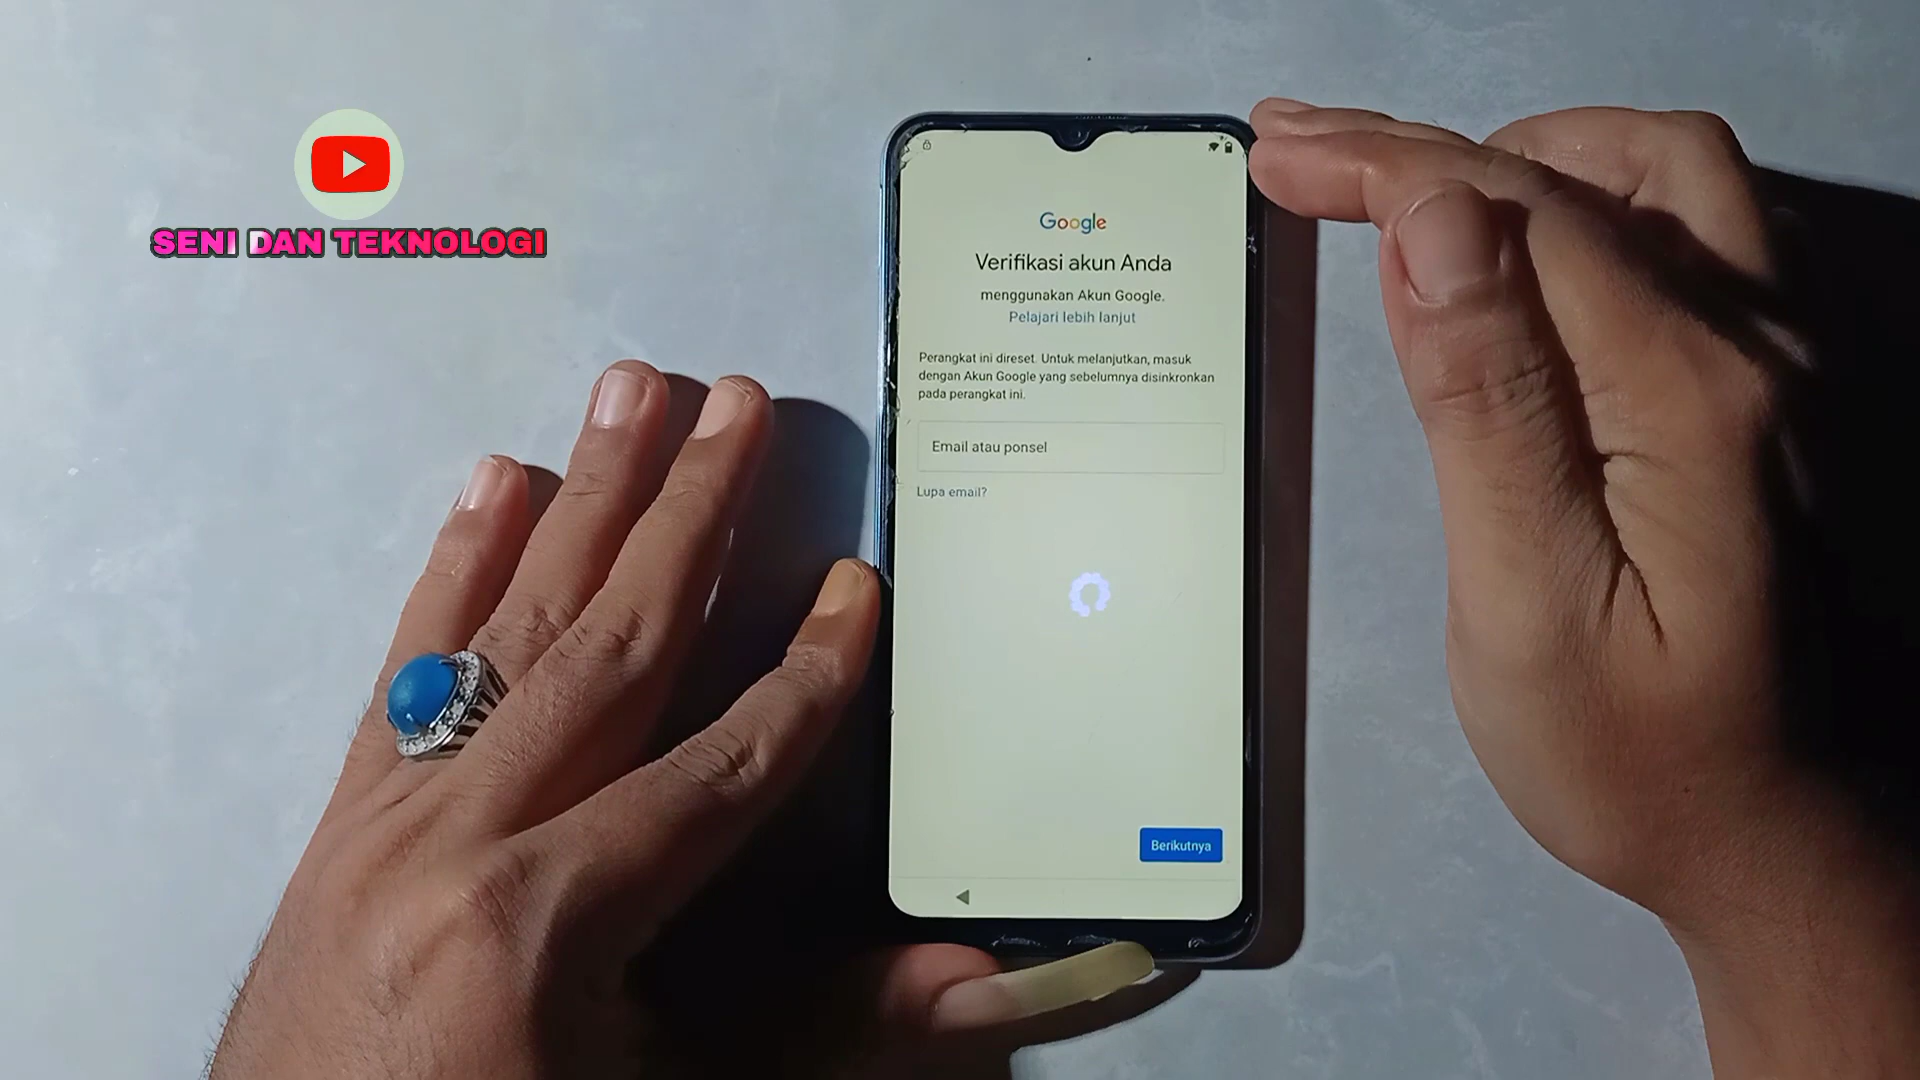 SENI DAN TEKNOLOGI
Google
Verifikasi akun Anda
menggunakan Akun Google.
Pelajari lebih lanjut
Perangkat ini direset. Untuk melanjutkan, masuk
dengan Akun Google yang sebelumnya disinkronkan
pada perangkat ini.
Email atau ponsel
Lupa email?
Berikutnya